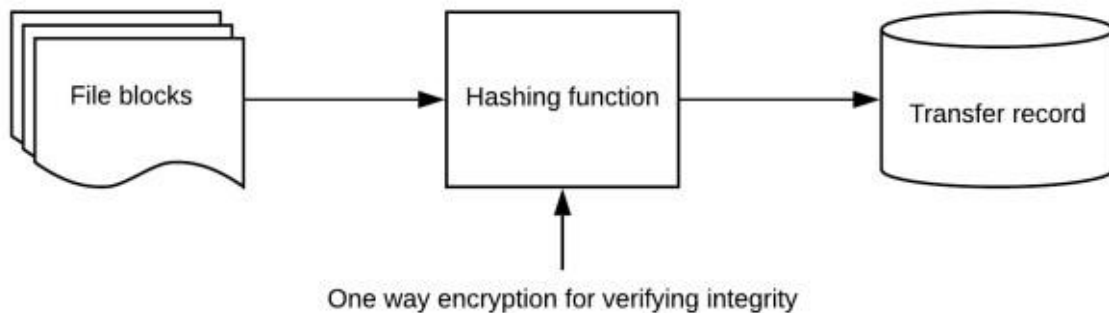 File blocks
Hashing function
Transfer record
One way encryption for verifying integrity